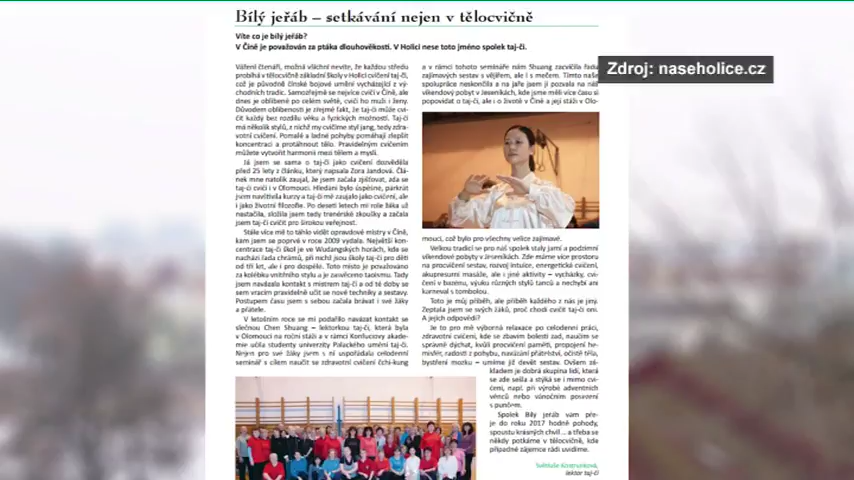 Bílý jeřáb – setkávání nejen v tělocvičně
Víte co je bílý jeřáb?
V Číně je považován za ptáka dlouhověkosti. V Holici nese toto jméno spolek taj-či.
Vážení čtenáři, možná všichni nevíte, že každou středu
probíhá v tělocvičně základní školy v Holici cvičení taj-či,
což je původně čínské bojové umění vycházející z vý-
chodních tradic. Samozřejmě se nejvíce cvičí v Číně, ale
dnes je oblíbené po celém světě, cvičí ho muži i ženy.
Důvodem oblíbenosti je zřejmě fakt, že taj-či může cvi-
čit každý bez rozdílu věku a fyzických možností. Taj-či
má několik stylů, z nichž my cvičíme styl jang, tedy zdra-
votní cvičení. Pomalé a ladné pohyby pomáhají zlepšit
koncentraci a protáhnout tělo. Pravidelným cvičením
můžete vytvořit harmonii mezi tělem a myslí.
Já jsem se sama o taj-či jako cvičení dozvěděla
před 25 lety z článku, který napsala Zora Jandová. Člá-
nek mne natolik zaujal, že jsem začala zjišťovat, zda se
taj-či cvičí i v Olomouci. Hledání bylo úspěšné, párkrát
jsem navštívila kurzy a taj-či mě zaujalo jako cvičení, ale
i jako životní filozofie. Po deseti letech mi role žáka už
nestačila, složila jsem tedy trenérské zkoušky a začala
jsem taj-či cvičit pro širokou veřejnost.
Stále více mě to táhlo vidět opravdové mistry v Číně,
kam jsem se poprvé v roce 2009 vydala. Největší kon-
centrace taj-či škol je ve Wudangských horách, kde se
nachází řada chrámů, při nichž jsou školy taj-či pro děti
od tří let, ale i pro dospělé. Toto místo je považováno
za kolébku vnitřního stylu a je zasvěceno taoismu. Tady
jsem navázala kontakt s mistrem taj-či a od té doby se
sem vracím pravidelně učit se nové techniky a sestavy.
Postupem času jsem s sebou začala brávat i své žáky
a přátele.
V letošním roce se mi podařilo navázat kontakt se
slečnou Chen Shuang – lektorkou taj-či, která byla
v Olomouci na roční stáži a v rámci Konfuciovy akade-
mie učila studenty univerzity Palackého umění taj-či.
Nejen pro své žáky jsem s ní uspořádala celodenní
seminář s cílem naučit se zdravotní cvičení čchi-kung
a v rámci tohoto semináře nám Shuang zacvičila řadu
zajímavých sestav s vějířem, ale i s mečem. Tímto naše
spolupráce neskončila a na jaře jsem ji pozvala na náš
víkendový pobyt v Jeseníkách, kde jsme měli více času si
popovídat o taj-či, ale i o životě v Číně a její stáži v Olo-
mouci, což bylo pro všechny velice zajímavé.
Velkou tradicí se pro náš spolek staly jarní a podzimní
víkendové pobyty v Jeseníkách. Zde máme více prostoru
na procvičení sestav, rozvoj intuice, energetická cvičení,
akupresurní masáže, ale i jiné aktivity – vycházky, cvi-
čení v bazénu, výuku různých stylů tanců a nechybí ani
karneval s tombolou.
Toto je můj příběh, ale příběh každého z nás je jiný.
Zeptala jsem se svých žáků, proč chodí cvičit taj-či oni.
A jejich odpovědi?
Je to pro mě výborná relaxace po celodenní práci,
zdravotní cvičení, kde se zbavím bolesti zad, naučím se
správně dýchat, kvůli procvičení paměti, propojení he-
misfér, radosti z pohybu, navázání přátelství, očistě těla,
bystření mozku – umíme již devět sestav. Ovšem zá-
kladem je dobrá skupina lidí, která
se zde sešla a stýká se i mimo cvi-
čení, např. při výrobě adventních
věnců nebo vánočním posezení
s punčem.
Spolek Bílý jeřáb vám pře-
je do roku 2017 hodně pohody,
spoustu krásných chvil … a třeba se
někdy potkáme v tělocvičně, kde
případné zájemce rádi uvidíme.
lektor taj-či
Zdroj: naseholice.cz